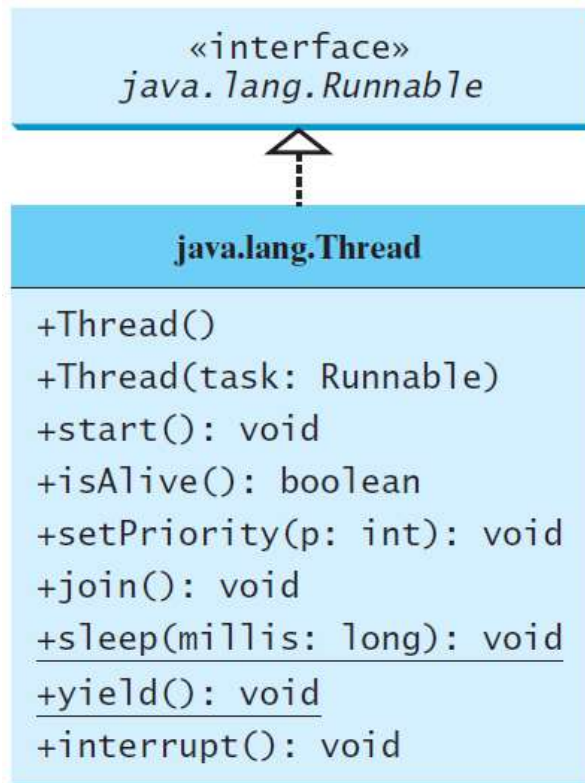 «interface»
java.lang.Runnable
java.lang.Thread
+Thread()
+Thread(task: Runnable)
+start(): void
+isAlive(): boolean
+setPriority(p: int): void
+join(): void
+sleep(millis: long): void
+yield(): void
+interrupt(): void